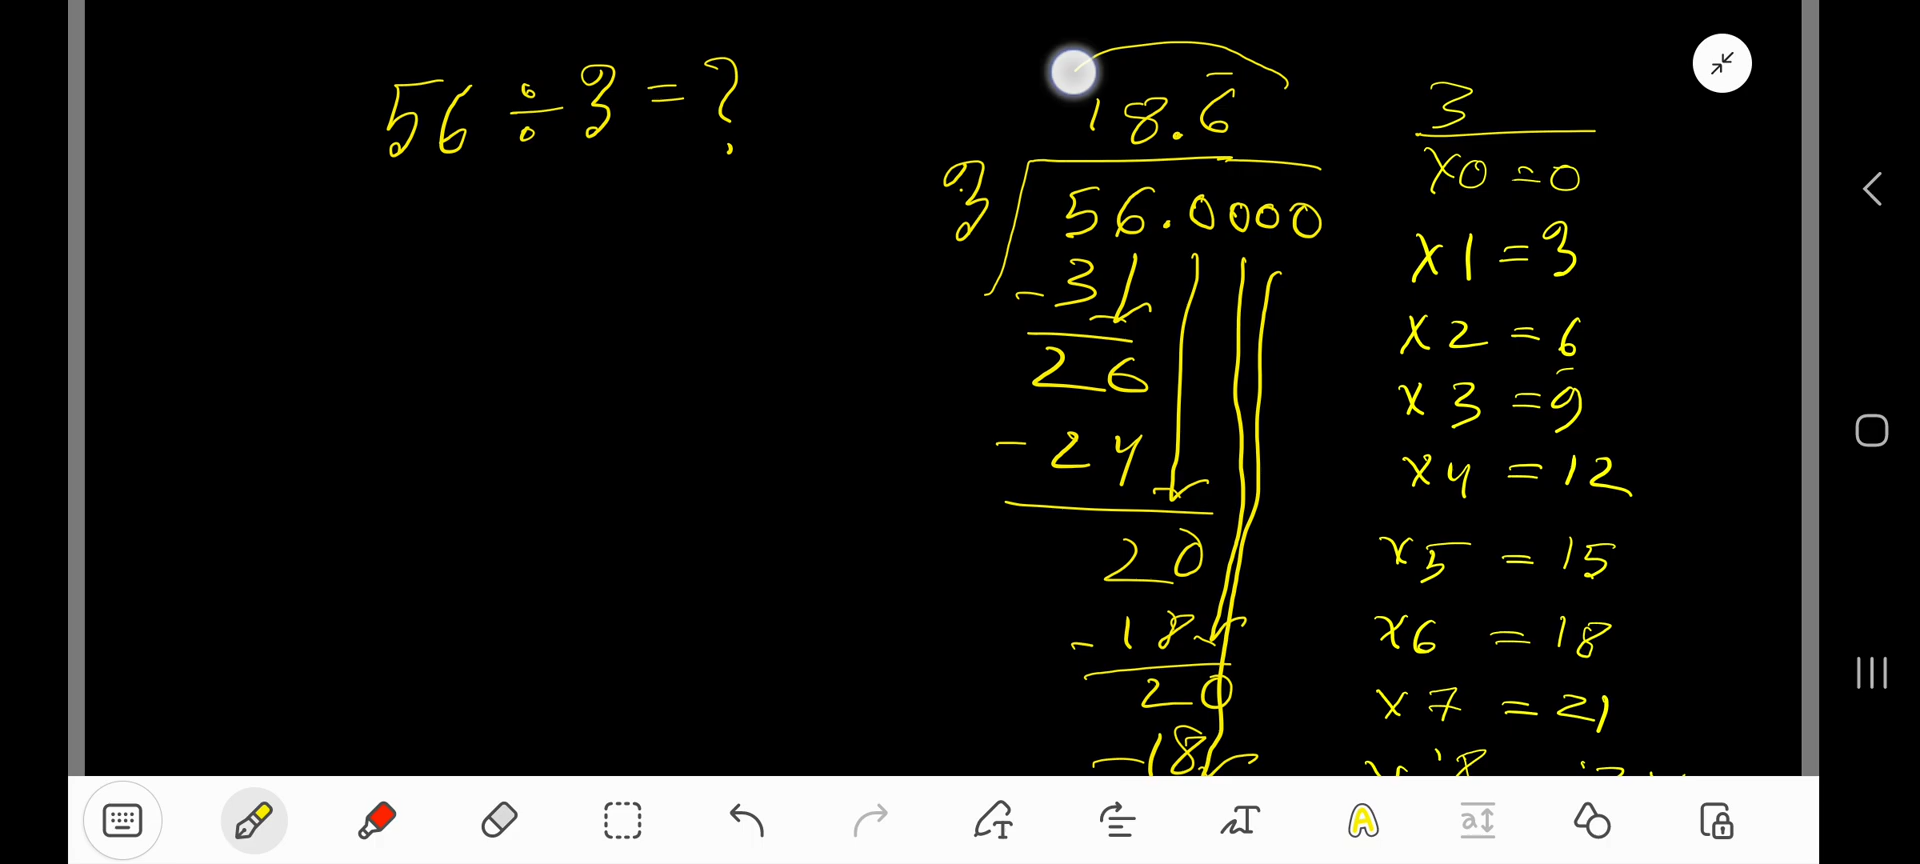 56 ÷ 3 = ?
18.6̅
3 56.0000
- 3
26
- 24
20
- 18
20
- 18
3
x0 = 0
x1 = 3
x2 = 6
x3 = 9
x4 = 12
x5 = 15
x6 = 18
x7 = 21
T
T
A
a